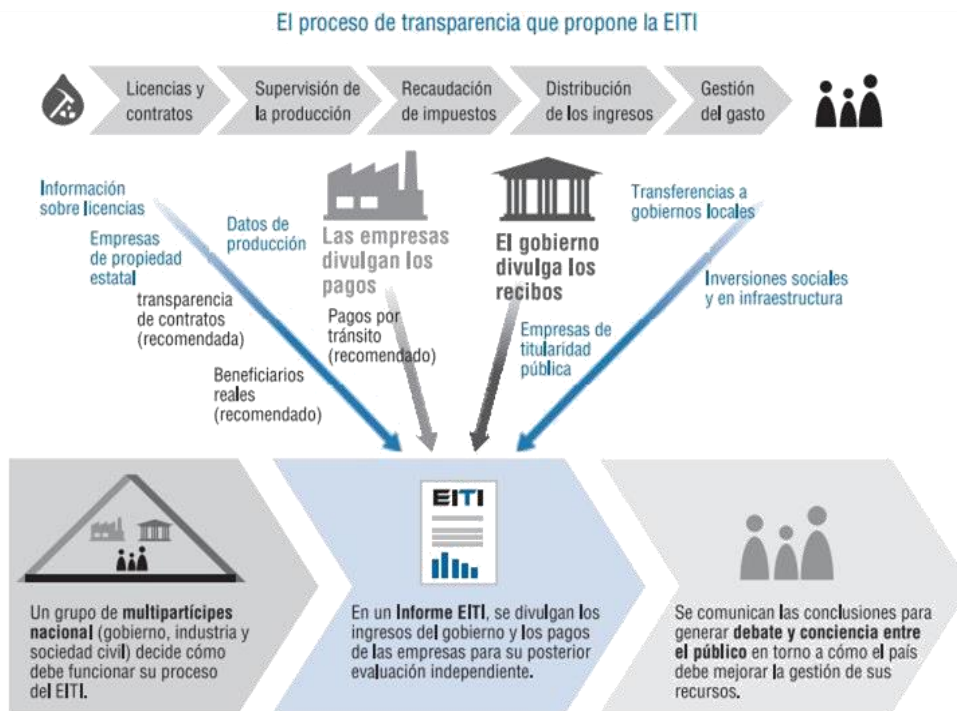 El proceso de transparencia que propone la EITI
Licencias y
contratos
Supervisión de
la producción
Recaudación
de impuestos
Distribución
de los ingresos
Gestión
del gasto
Información
sobre licencias
Empresas
de propiedad
estatal
transparencia
de contratos
(recomendada)
Datos de
producción
Beneficiarios
reales
(recomendado)
Las empresas
divulgan los
pagos
Pagos por
tránsito
(recomendado)
El gobierno
divulga los
recibos
Empresas de
titularidad
pública
Transferencias a
gobiernos locales
Inversiones sociales
y en infraestructura
Un grupo de multipartícipes
nacional (gobierno, industria y
sociedad civil) decide cómo
debe funcionar su proceso
del EITI.
EITI
En un Informe EITI, se divulgan los
ingresos del gobierno y los pagos
de las empresas para su posterior
evaluación independiente.
Se comunican las conclusiones para
generar debate y conciencia entre
el público en torno a cómo el país
debe mejorar la gestión de sus
recursos.